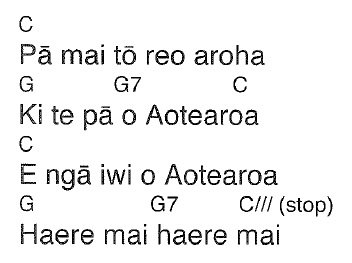 C
Pā mai tō reo aroha
G G7 C
Ki te pā o Aotearoa
C
E ngā iwi o Aotearoa
G G7 C/// (stop)
Haere mai haere mai